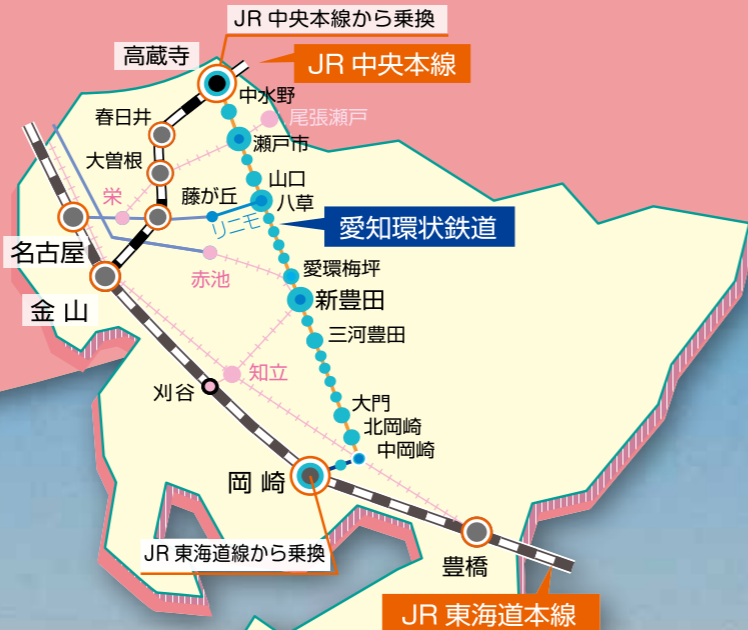 JR 中央本線から乗換
高蔵寺
JR 中央本線
中水野
春日井
尾張瀬戸
瀬戸市
大曽根
山口
藤が丘
八草
栄
リニモ
愛知環状鉄道
名古屋
赤池
愛環梅坪
金山
新豊田
三河豊田
知立
刈谷
大門
北岡崎
中岡崎
岡崎
JR 東海道線から乗換
豊橋
JR 東海道本線